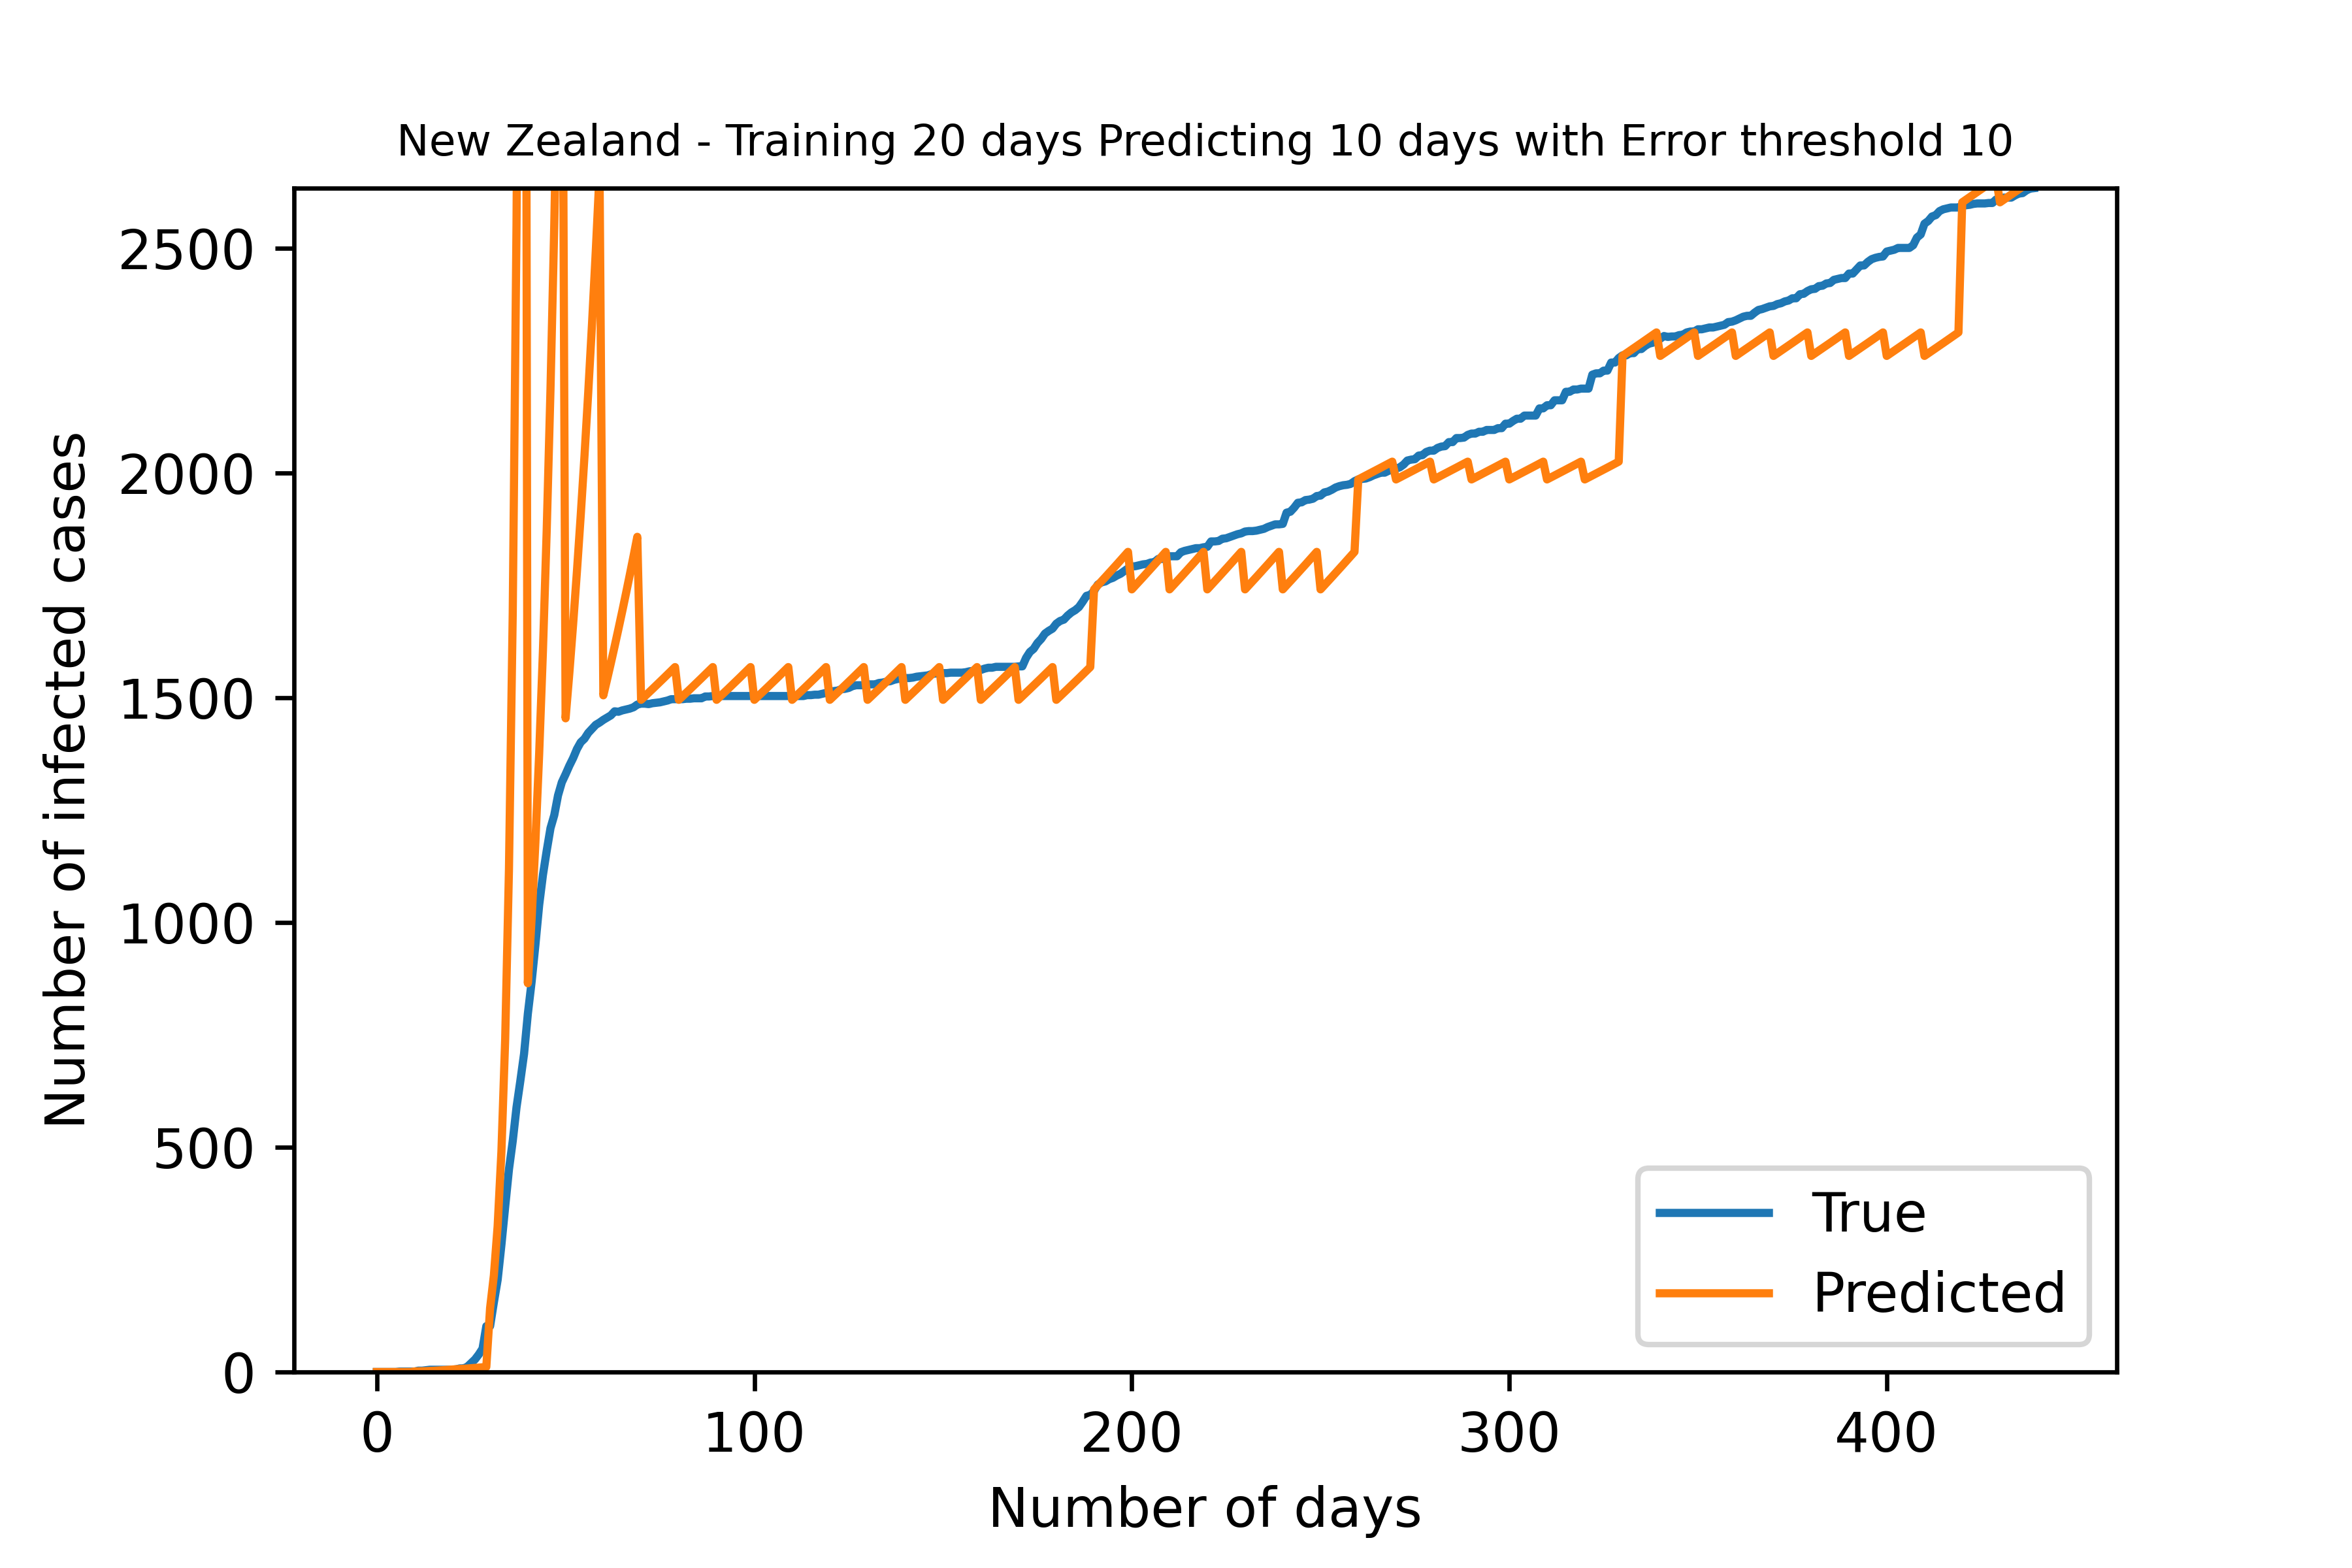 New Zealand - Training 20 days Predicting 10 days with Error threshold 10
Number of infected cases
2500
2000
1500
1000
500
0
0 100 200 300 400
Number of days
True
Predicted